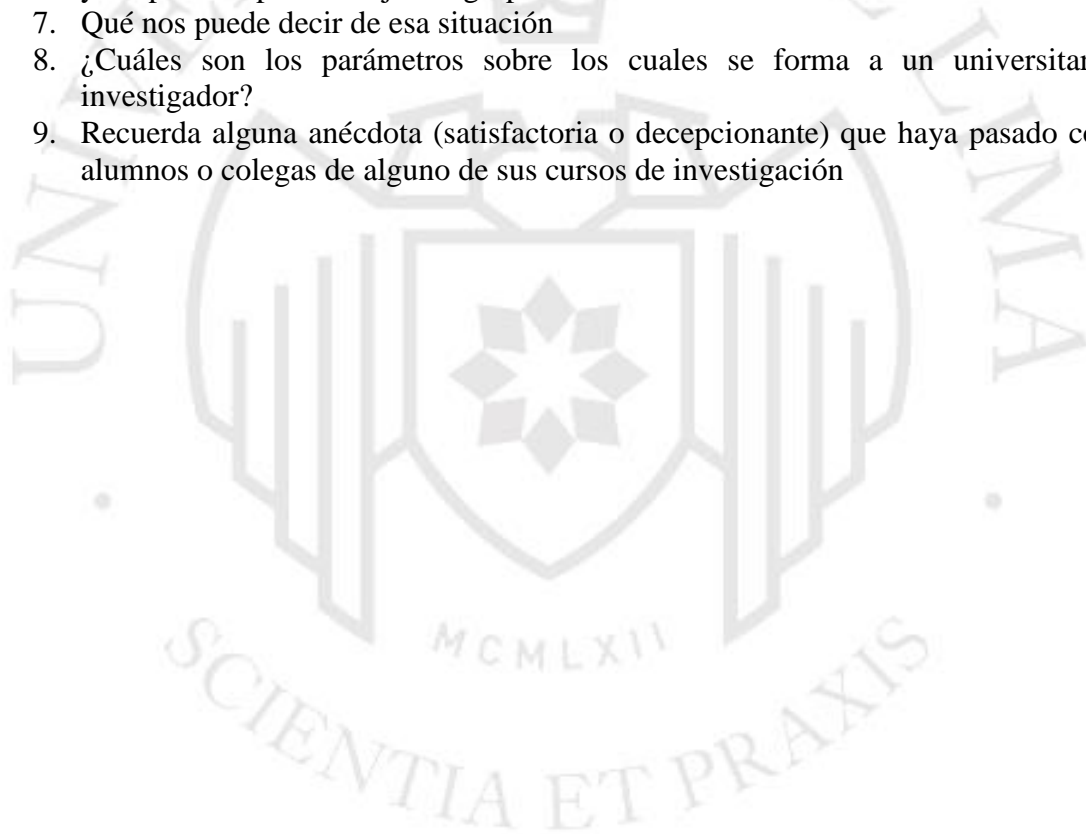 7. Qué nos puede decir de esa situación
8. ¿Cuáles son los parámetros sobre los cuales se forma a un
investigador?
9. Recuerda alguna anécdota (satisfactoria o decepcionante) que haya pasado
alumnos o colegas de alguno de sus cursos de investigación
LIMA
MCMLXII
SCIENTIA ET PRAXIS